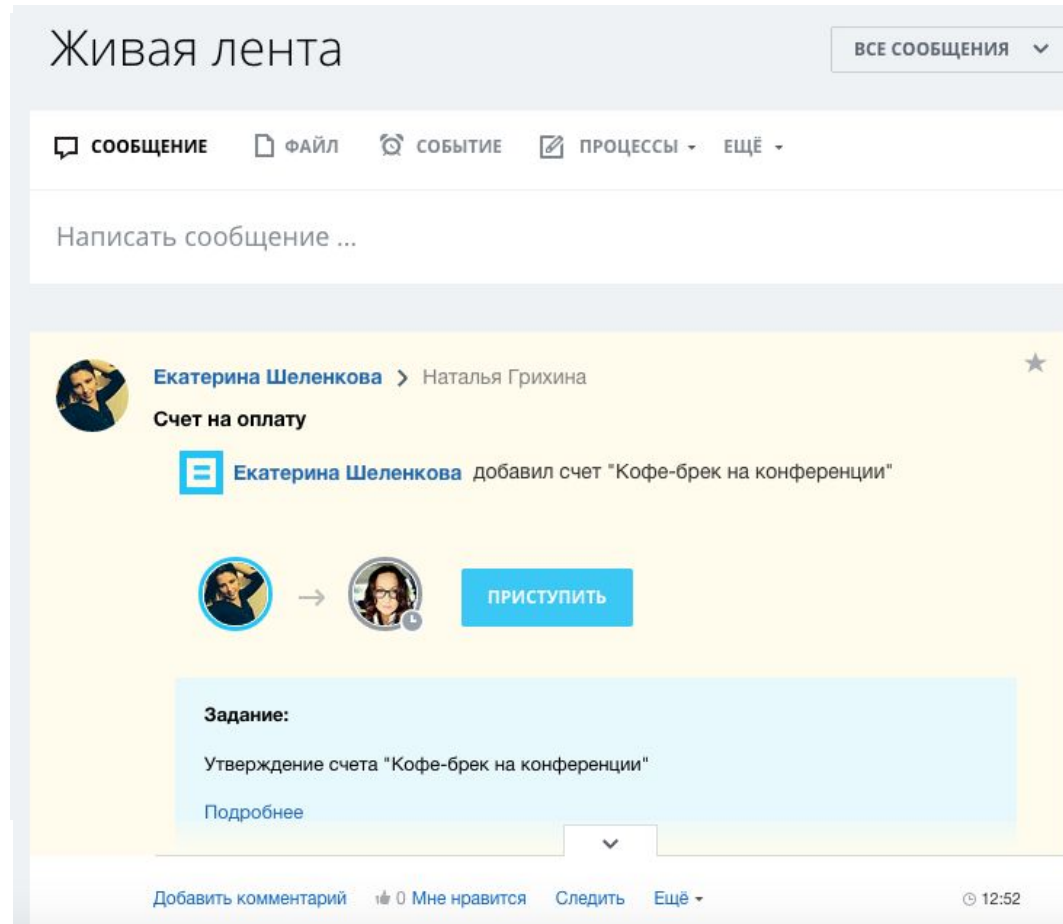 Живая лента
ВСЕ СООБЩЕНИЯ
СООБЩЕНИЕ ФАЙЛ СОБЫТИЕ ПРОЦЕССЫ ЕЩЁ
Написать сообщение ...
Екатерина Шеленкова > Наталья Грихина
Счет на оплату
Екатерина Шеленкова добавил счет "Кофе-брек на конференции"
ПРИСТУПИТЬ
Задание:
Утверждение счета "Кофе-брек на конференции"
Подробнее
Добавить комментарий 0 Мне нравится Следить Ещё 12:52